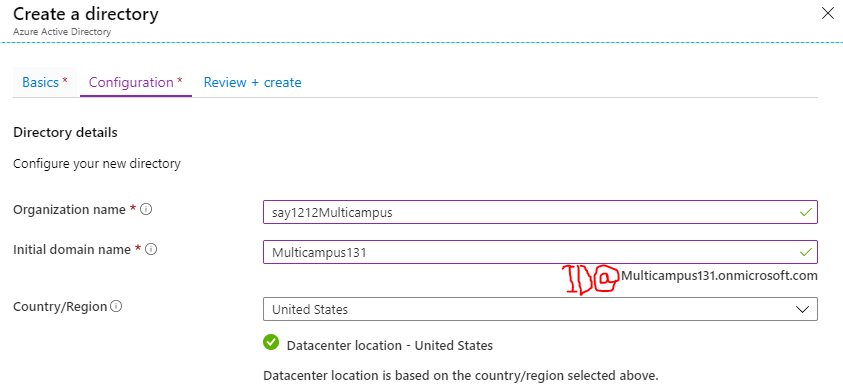 Create a directory
Azure Active Directory
Basics * Configuration * Review + create
Directory details
Configure your new directory
Organization name * say1212Multicampus
Initial domain name * Multicampus131
ID@ Multicampus131.onmicrosoft.com
Country/Region United States
Datacenter location - United States
Datacenter location is based on the country/region selected above.